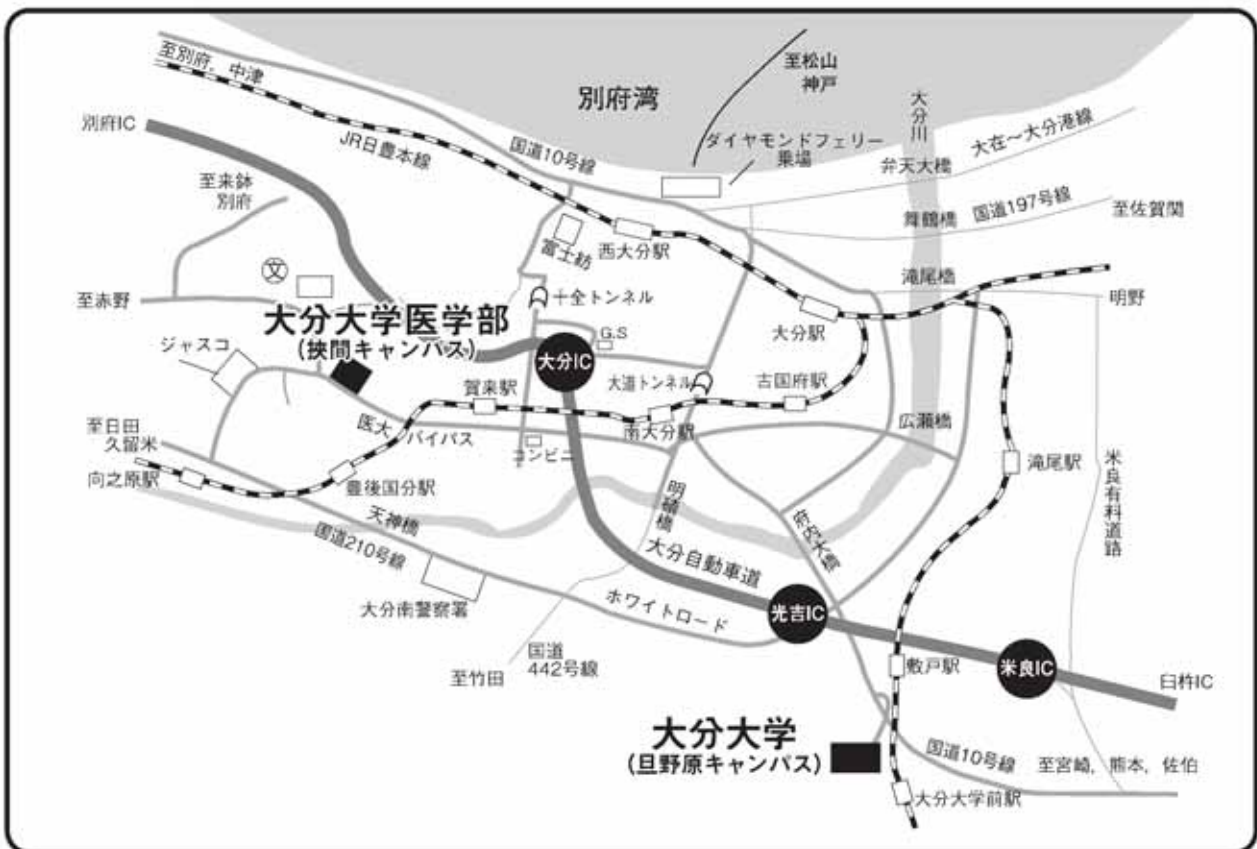 至別府，中津
至松山
神戸
別府湾
大分川
別府IC
JR日豊本線
国道10号線
ダイヤモンドフェリー
乗場
大在～大分港線
弁天大橋
至来鉢
別府
舞鶴橋
国道197号線
至佐賀関
西大分駅
富士紡
文
滝尾橋
至赤野
十全トンネル
明野
大分大学医学部
(挾間キャンパス)
大分駅
G.S
ジャスコ
大分IC
大道トンネル
古国府駅
賀来駅
医大バイパス
南大分駅
広瀬橋
至日田
久留米
コンビニ
滝尾駅
向之原駅
豊後国分駅
明磧橋
米良有料道路
天神橋
府内大橋
国道210号線
大分自動車道
大分南警察署
ホワイトロード
光吉IC
国道
442号線
至竹田
敷戸駅
米良IC
臼杵IC
大分大学
(旦野原キャンパス)
国道10号線
至宮崎，熊本，佐伯
大分大学前駅